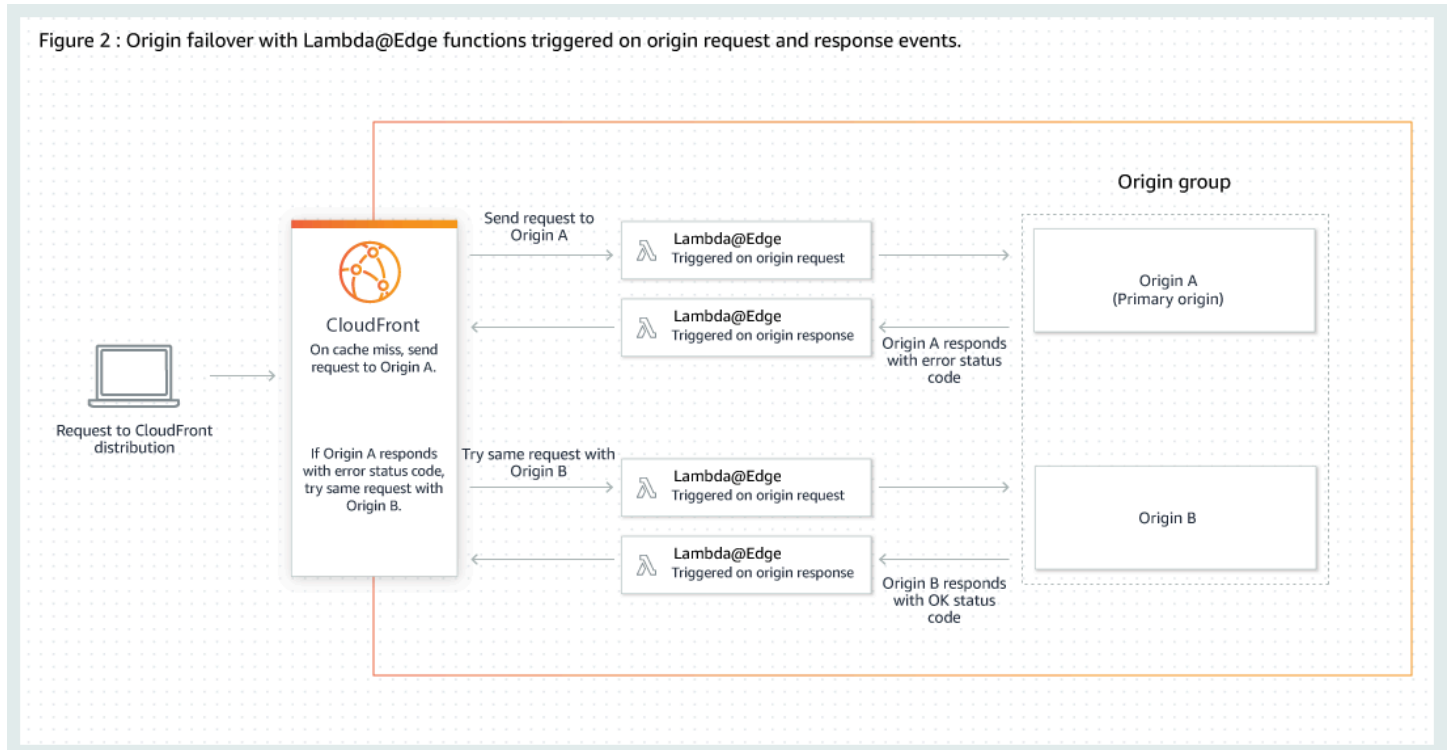 Figure 2 : Origin failover with Lambda@Edge functions triggered on origin request and response events.
Origin group
Send request to
Origin A
Lambda@Edge
Triggered on origin request
Origin A
(Primary origin)
CloudFront
On cache miss, send
request to Origin A.
Lambda@Edge
Triggered on origin response
Origin A responds
with error status
code
Request to CloudFront
distribution
If Origin A responds
with error status code,
try same request with
Origin B.
Try same request with
Origin B
Lambda@Edge
Triggered on origin request
Origin B
Lambda@Edge
Triggered on origin response
Origin B responds
with OK status
code